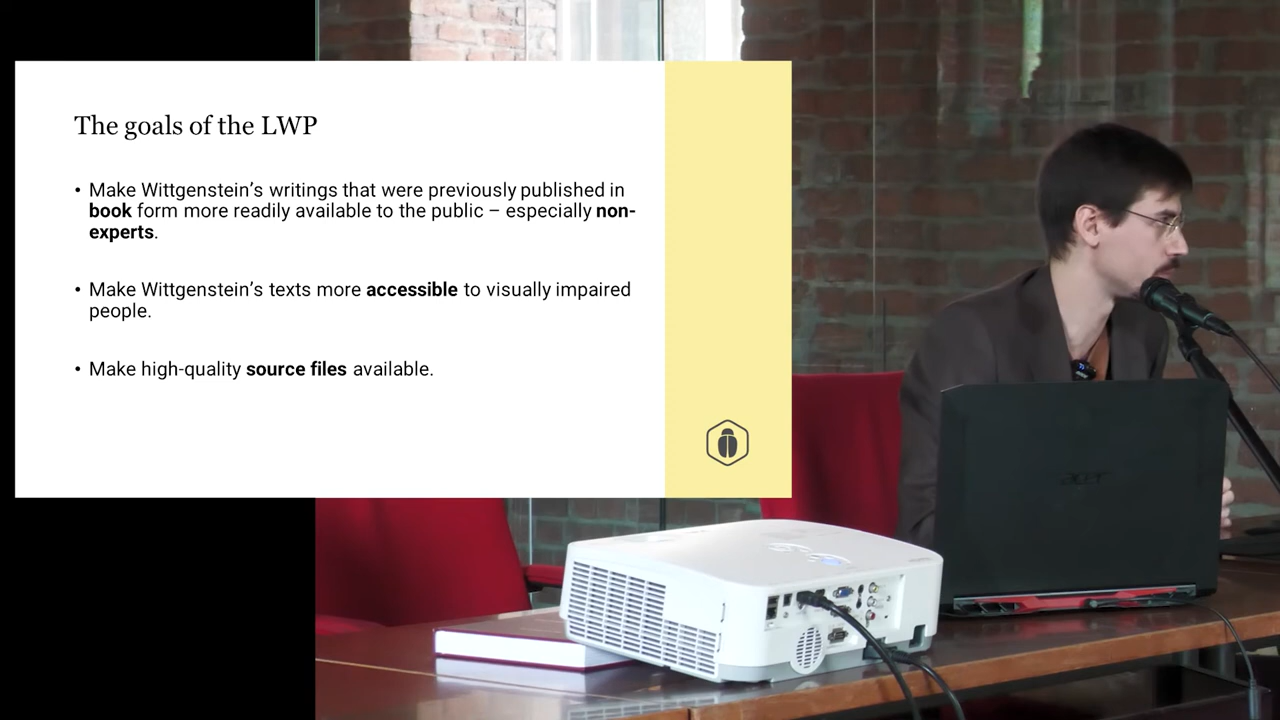 The goals of the LWP
• Make Wittgenstein’s writings that were previously published in
book form more readily available to the public – especially non-
experts.
• Make Wittgenstein’s texts more accessible to visually impaired
people.
• Make high-quality source files available.
acer